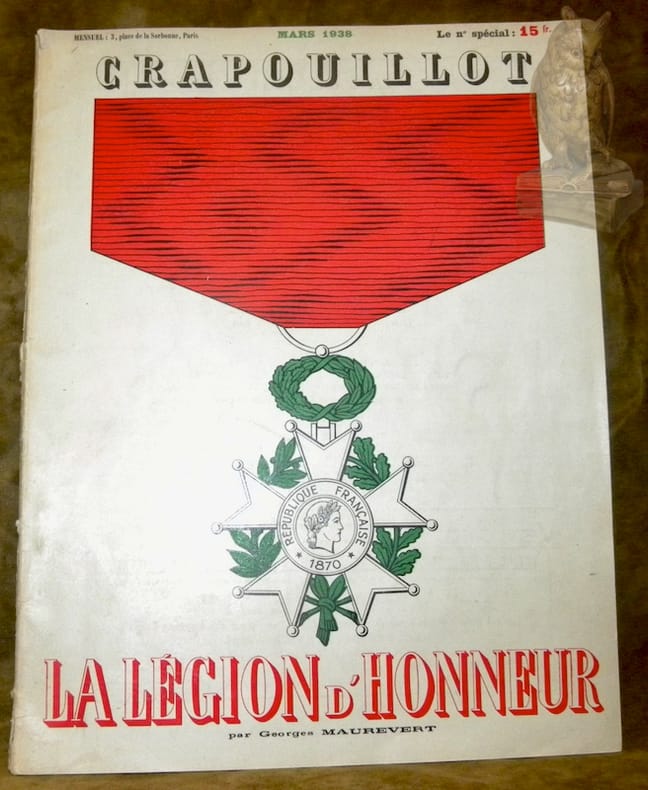 MENSUEL : 3, place de la Sorbonne, Paris
MARS 1938
Le nº spécial : 15 fr.
CRAPOUILLOT
RÉPUBLIQUE FRANÇAISE
* 1870 *
LA LÉGION D'HONNEUR
par Georges MAUREVERT